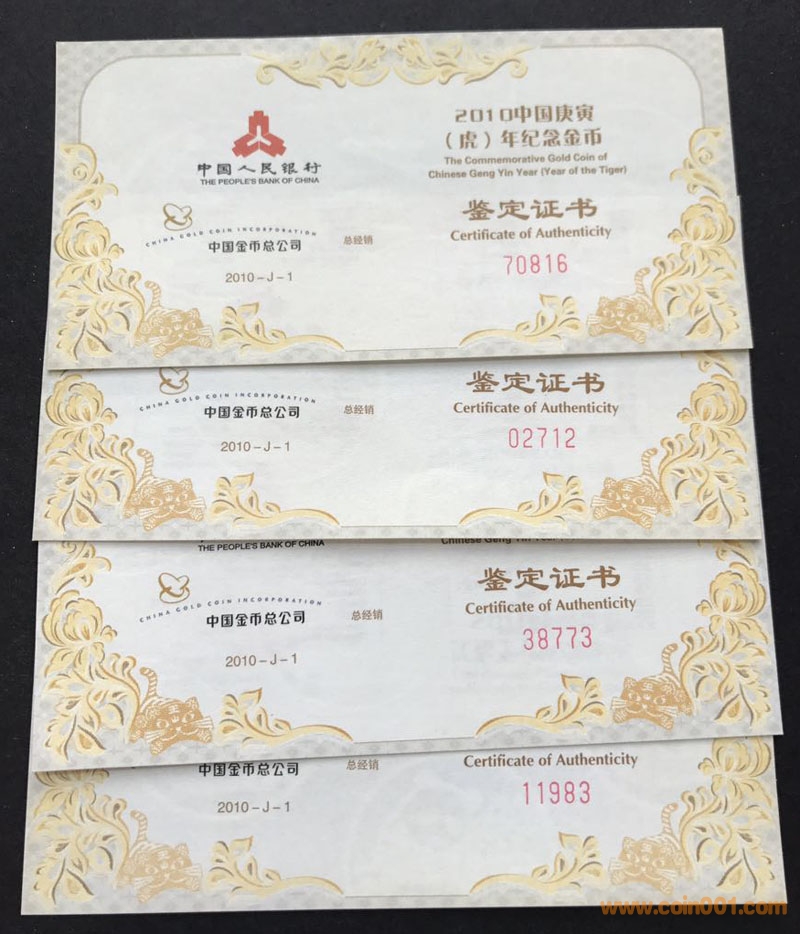 中国人民银行
THE PEOPLE'S BANK OF CHINA
2010中国庚寅
（虎）年纪念金币
The Commemorative Gold Coin of
Chinese Geng Yin Year (Year of the Tiger)
CHINA GOLD COIN INCORPORATION
中国金币总公司
总经销
2010-J-1
鉴定证书
Certificate of Authenticity
70816
CHINA GOLD COIN INCORPORATION
中国金币总公司
总经销
2010-J-1
鉴定证书
Certificate of Authenticity
02712
THE PEOPLE'S BANK OF CHINA
Chinese Geng Yin Year
CHINA GOLD COIN INCORPORATION
中国金币总公司
总经销
2010-J-1
鉴定证书
Certificate of Authenticity
38773
中国金币总公司
总经销
2010-J-1
Certificate of Authenticity
11983
www.coin001.com